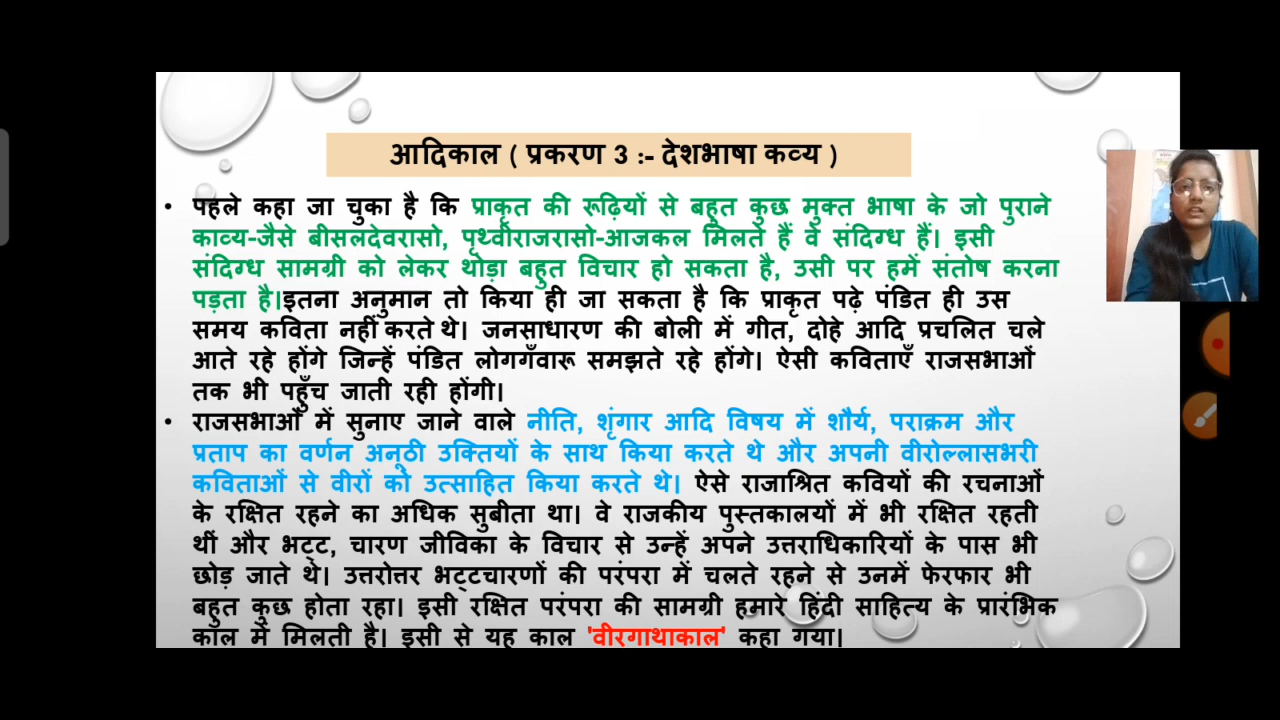 आदिकाल ( प्रकरण 3 :- देशभाषा कव्य )
• पहले कहा जा चुका है कि प्राकृत की रूढ़ियों से बहुत कुछ मुक्त भाषा के जो पुराने
काव्य-जैसे बीसलदेवरासो, पृथ्वीराजरासो-आजकल मिलते हैं वे संदिग्ध हैं। इसी
संदिग्ध सामग्री को लेकर थोड़ा बहुत विचार हो सकता है, उसी पर हमें संतोष करना
पड़ता है।इतना अनुमान तो किया ही जा सकता है कि प्राकृत पढ़े पंडित ही उस
समय कविता नहीं करते थे। जनसाधारण की बोली में गीत, दोहे आदि प्रचलित चले
आते रहे होंगे जिन्हें पंडित लोगगँवारू समझते रहे होंगे। ऐसी कविताएँ राजसभाओं
तक भी पहुँच जाती रही होंगी।
• राजसभाओं में सुनाए जाने वाले नीति, शृंगार आदि विषय में शौर्य, पराक्रम और
प्रताप का वर्णन अनूठी उक्तियों के साथ किया करते थे और अपनी वीरोल्लासभरी
कविताओं से वीरों को उत्साहित किया करते थे। ऐसे राजाश्रित कवियों की रचनाओं
के रक्षित रहने का अधिक सुबीता था। वे राजकीय पुस्तकालयों में भी रक्षित रहती
थीं और भट्ट, चारण जीविका के विचार से उन्हें अपने उत्तराधिकारियों के पास भी
छोड़ जाते थे। उत्तरोत्तर भट्टचारणों की परंपरा में चलते रहने से उनमें फेरफार भी
बहुत कुछ होता रहा। इसी रक्षित परंपरा की सामग्री हमारे हिंदी साहित्य के प्रारंभिक
काल में मिलती है। इसी से यह काल 'वीरगाथाकाल' कहा गया।